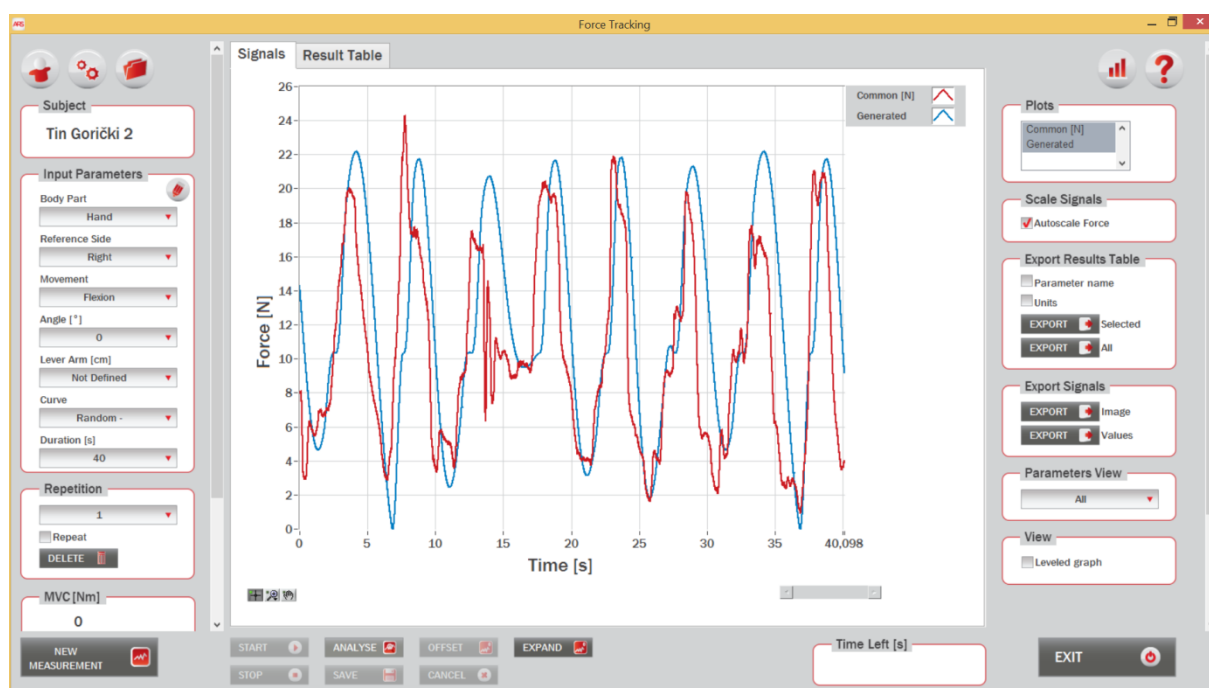 ARS
Force Tracking
Subject
Tin Gorički 2
Input Parameters
Body Part
Hand
Reference Side
Right
Movement
Flexion
Angle [°]
0
Lever Arm [cm]
Not Defined
Curve
Random -
Duration [s]
40
Repetition
1
Repeat
DELETE
MVC [Nm]
0
NEW
MEASUREMENT
Signals
Result Table
Common [N]
Generated
Force [N]
26
24
22
20
18
16
14
12
10
8
6
4
2
0
0
5
10
15
20
25
30
35
40,098
Time [s]
START
ANALYSE
OFFSET
EXPAND
STOP
SAVE
CANCEL
Time Left [s]
Plots
Common [N]
Generated
Scale Signals
Autoscale Force
Export Results Table
Parameter name
Units
EXPORT Selected
EXPORT All
Export Signals
EXPORT Image
EXPORT Values
Parameters View
All
View
Leveled graph
EXIT